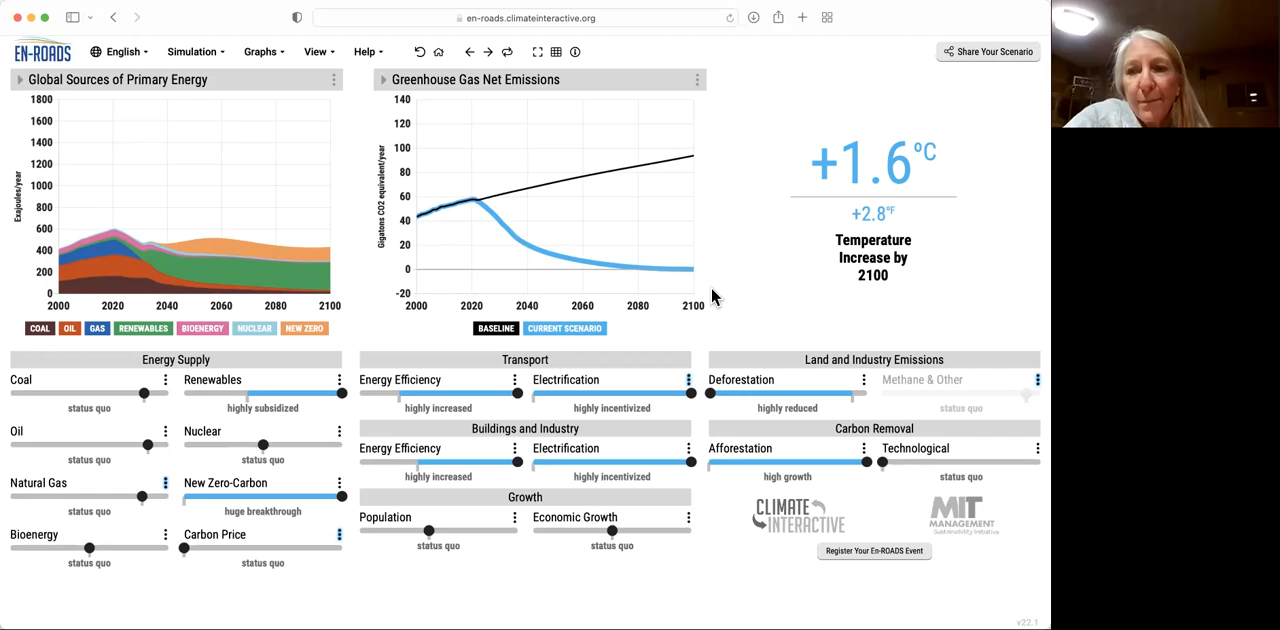 en-roads.climateinteractive.org
EN-ROADS
English
Simulation
Graphs
View
Help
Share Your Scenario
Global Sources of Primary Energy
1800
1600
1400
1200
1000
800
600
400
200
0
Exajoules/year
2000 2020 2040 2060 2080 2100
COAL OIL GAS RENEWABLES BIOENERGY NUCLEAR NEW ZERO
Greenhouse Gas Net Emissions
140
120
100
80
60
40
20
0
-20
Gigatons CO2 equivalent/year
2000 2020 2040 2060 2080 2100
BASELINE CURRENT SCENARIO
+1.6°C
+2.8°F
Temperature
Increase by
2100
Energy Supply
Coal
status quo
Renewables
highly subsidized
Oil
status quo
Nuclear
status quo
Natural Gas
status quo
New Zero-Carbon
huge breakthrough
Bioenergy
status quo
Carbon Price
status quo
Transport
Energy Efficiency
highly increased
Electrification
highly incentivized
Buildings and Industry
Energy Efficiency
highly increased
Electrification
highly incentivized
Growth
Population
status quo
Economic Growth
status quo
Land and Industry Emissions
Deforestation
highly reduced
Methane & Other
status quo
Carbon Removal
Afforestation
high growth
Technological
status quo
CLIMATE
INTERACTIVE
MIT
MANAGEMENT
Sustainability Initiative
Register Your En-ROADS Event
v22.1